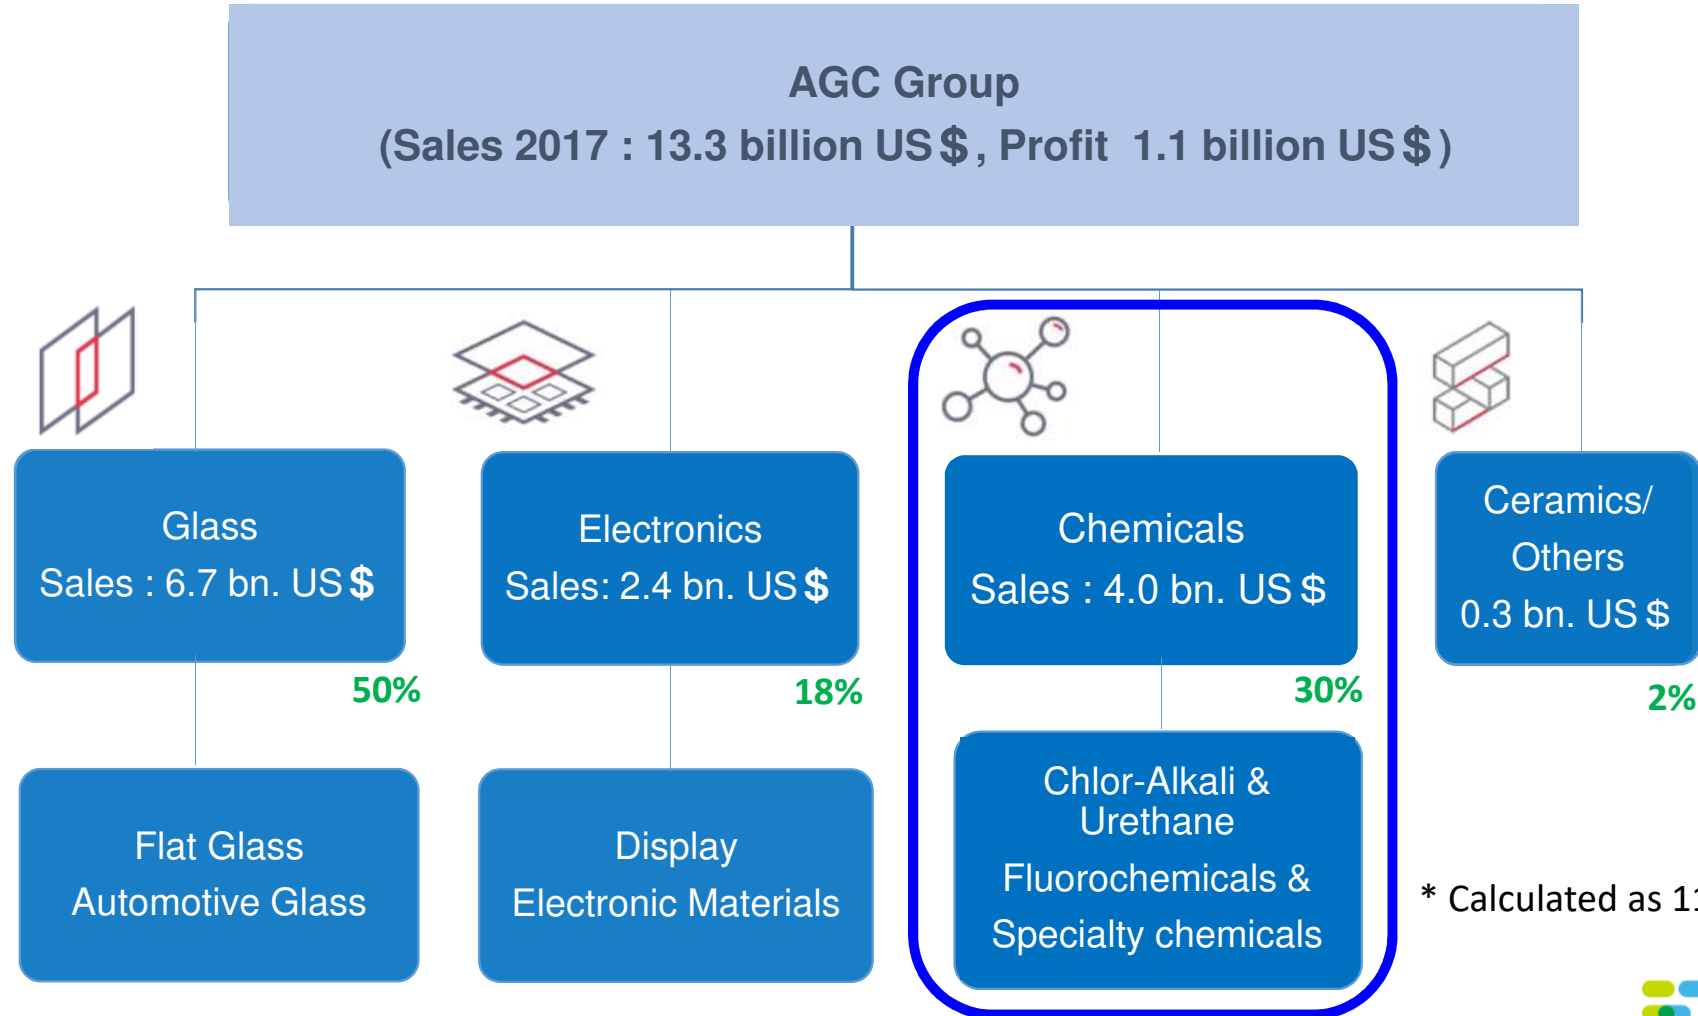 AGC Group
(Sales 2017 : 13.3 billion US$, Profit 1.1 billion US$)
Glass
Sales : 6.7 bn. US$
50%
Electronics
Sales: 2.4 bn. US$
18%
Chemicals
Sales : 4.0 bn. US$
30%
Ceramics/
Others
0.3 bn. US$
2%
Flat Glass
Automotive Glass
Display
Electronic Materials
Chlor-Alkali &
Urethane
Fluorochemicals &
Specialty chemicals
* Calculated as